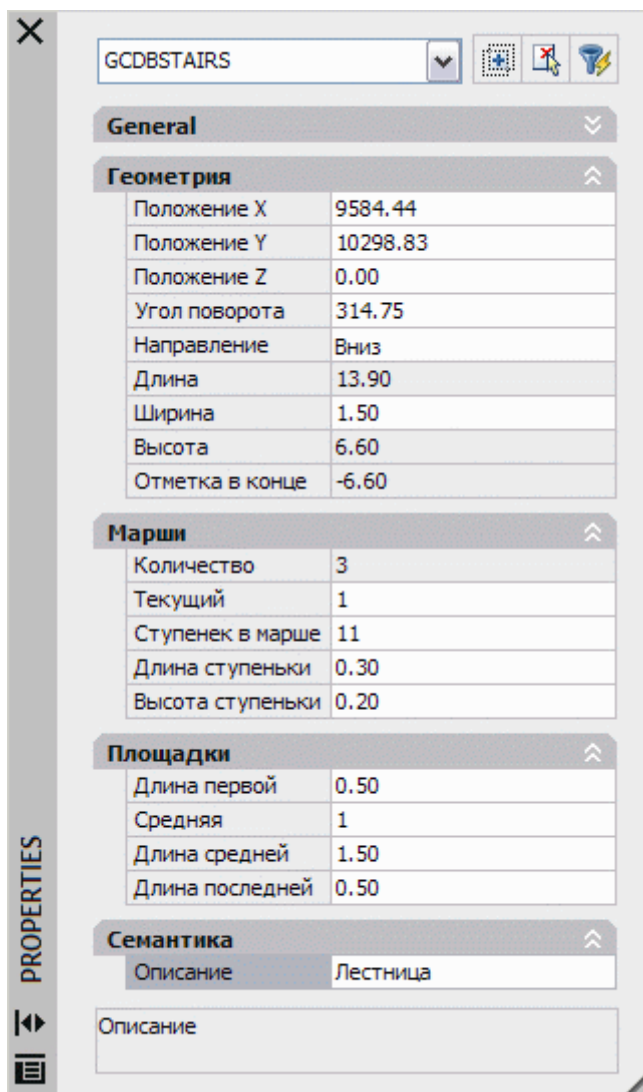 GCDBSTAIRS
General
Геометрия
Положение X 9584.44
Положение Y 10298.83
Положение Z 0.00
Угол поворота 314.75
Направление Вниз
Длина 13.90
Ширина 1.50
Высота 6.60
Отметка в конце -6.60
Марши
Количество 3
Текущий 1
Ступенек в марше 11
Длина ступеньки 0.30
Высота ступеньки 0.20
Площадки
Длина первой 0.50
Средняя 1
Длина средней 1.50
Длина последней 0.50
Семантика
Описание Лестница
Описание
PROPERTIES